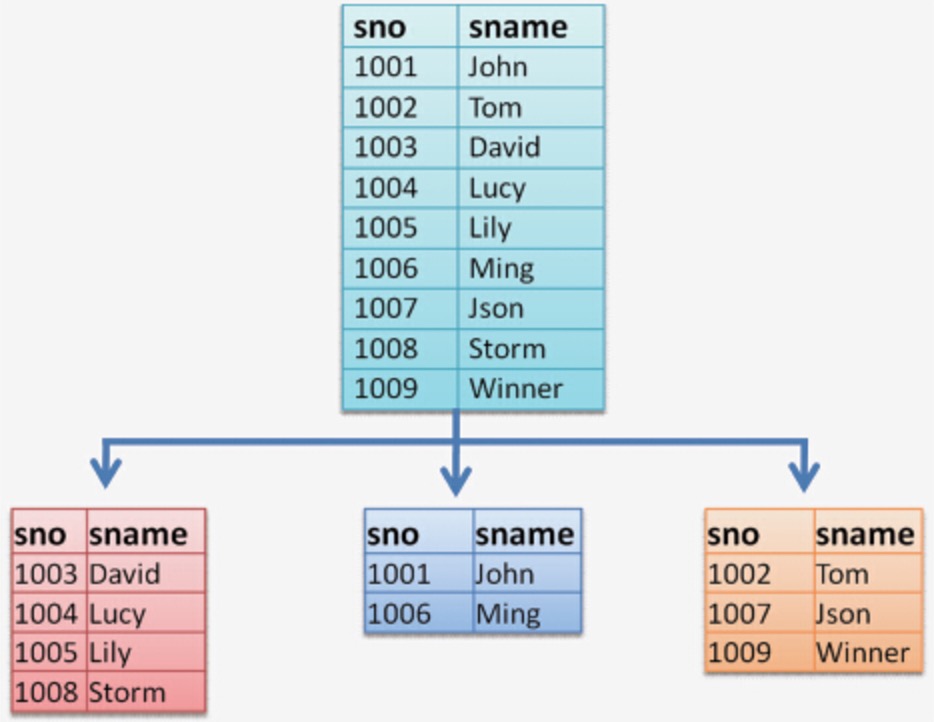 sno sname
1001 John
1002 Tom
1003 David
1004 Lucy
1005 Lily
1006 Ming
1007 Json
1008 Storm
1009 Winner
sno sname
1003 David
1004 Lucy
1005 Lily
1008 Storm
sno sname
1001 John
1006 Ming
sno sname
1002 Tom
1007 Json
1009 Winner